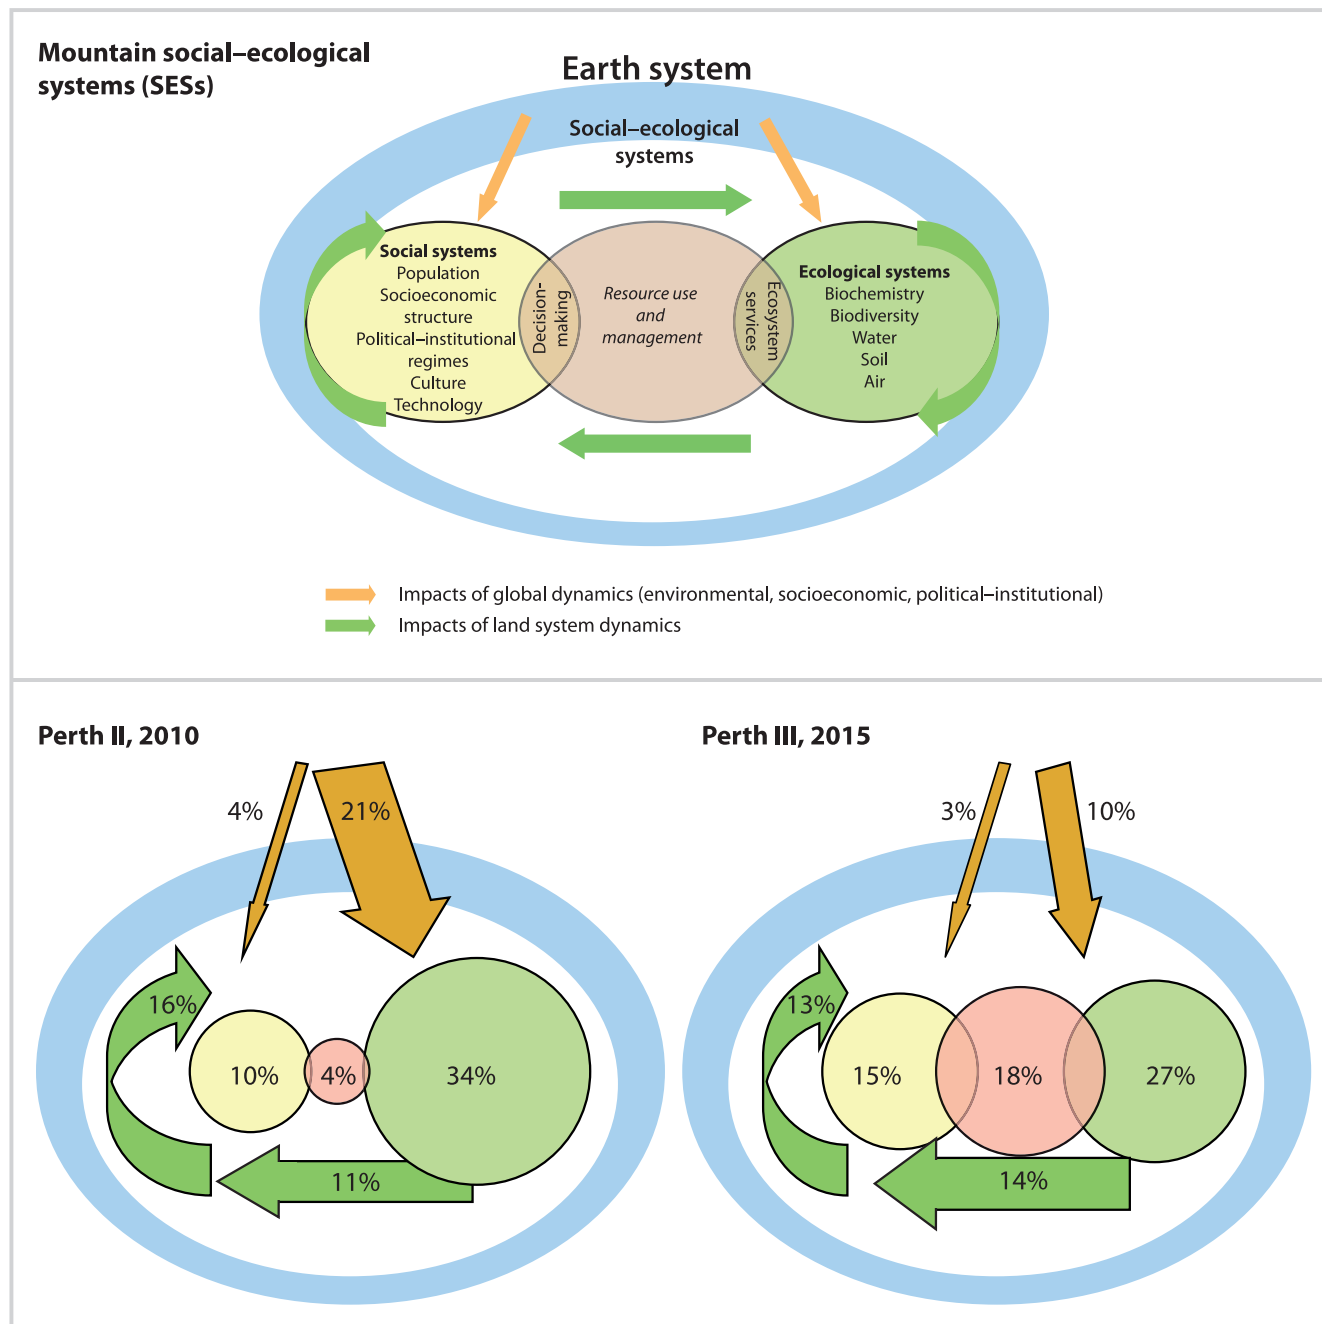 Mountain social–ecological
systems (SESs)
Earth system
Social–ecological
systems
Social systems
Population
Socioeconomic
structure
Political–institutional
regimes
Culture
Technology
Decision-
making
Resource use
and
management
Ecosystem
services
Ecological systems
Biochemistry
Biodiversity
Water
Soil
Air
Impacts of global dynamics (environmental, socioeconomic, political–institutional)
Impacts of land system dynamics
Perth II, 2010
4%
21%
16%
10%
4%
34%
11%
Perth III, 2015
3%
10%
13%
15%
18%
27%
14%